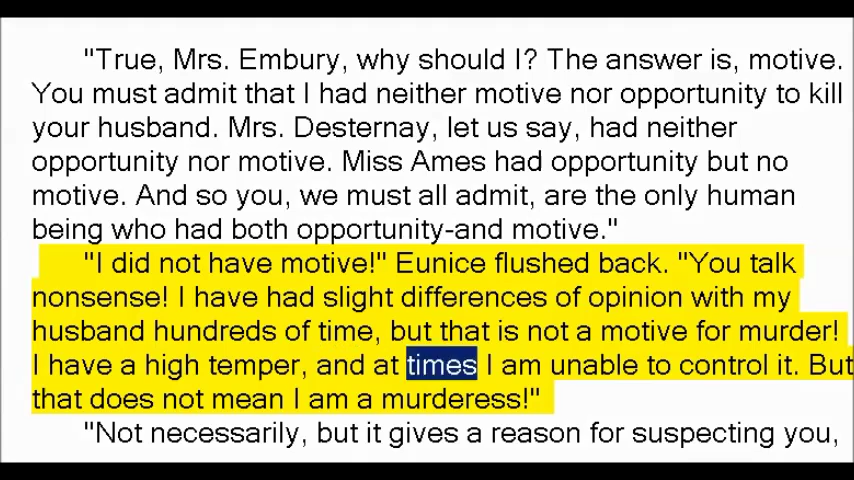 "True, Mrs. Embury, why should I? The answer is, motive.
You must admit that I had neither motive nor opportunity to kill
your husband. Mrs. Desternay, let us say, had neither
opportunity nor motive. Miss Ames had opportunity but no
motive. And so you, we must all admit, are the only human
being who had both opportunity-and motive."
"I did not have motive!" Eunice flushed back. "You talk
nonsense! I have had slight differences of opinion with my
husband hundreds of time, but that is not a motive for murder!
I have a high temper, and at times I am unable to control it. But
that does not mean I am a murderess!"
"Not necessarily, but it gives a reason for suspecting you,